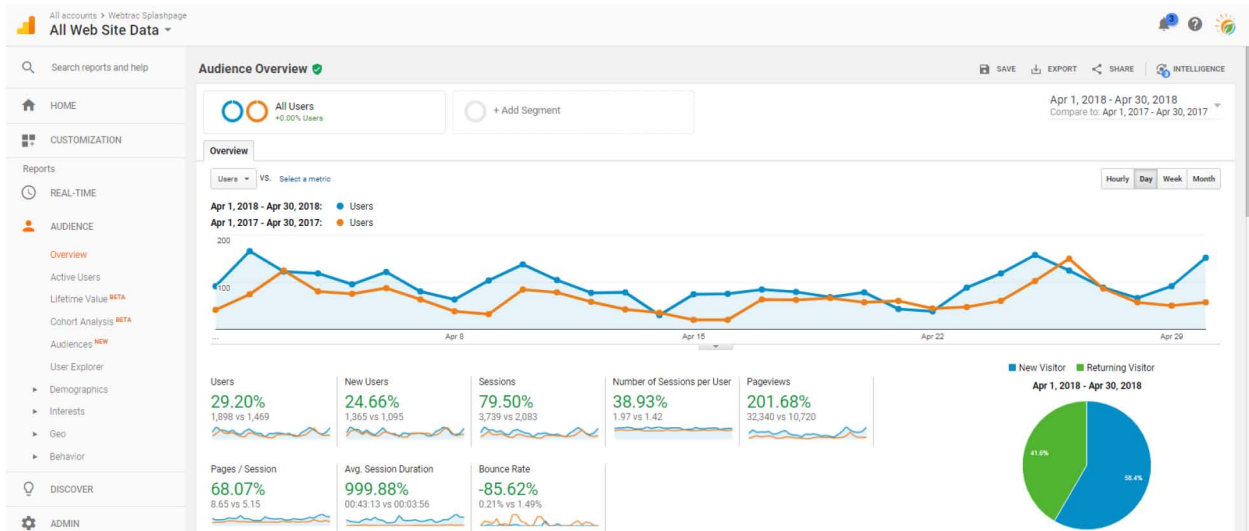 All accounts > Webtrac Splashpage
All Web Site Data
3
Search reports and help
Audience Overview
SAVE
EXPORT
SHARE
INTELLIGENCE
HOME
CUSTOMIZATION
Reports
REAL-TIME
AUDIENCE
Overview
Active Users
Lifetime Value BETA
Cohort Analysis BETA
Audiences NEW
User Explorer
Demographics
Interests
Geo
Behavior
DISCOVER
ADMIN
All Users
+0.00% Users
+ Add Segment
Apr 1, 2018 - Apr 30, 2018
Compare to: Apr 1, 2017 - Apr 30, 2017
Overview
Users VS. Select a metric
Hourly Day Week Month
Apr 1, 2018 - Apr 30, 2018: Users
Apr 1, 2017 - Apr 30, 2017: Users
200
100
... Apr 8 Apr 15 Apr 22 Apr 29
Users
29.20%
1,898 vs 1,469
New Users
24.66%
1,365 vs 1,095
Sessions
79.50%
3,739 vs 2,083
Number of Sessions per User
38.93%
1.97 vs 1.42
Pageviews
201.68%
32,340 vs 10,720
Pages / Session
68.07%
8.65 vs 5.15
Avg. Session Duration
999.88%
00:43:13 vs 00:03:56
Bounce Rate
-85.62%
0.21% vs 1.49%
New Visitor Returning Visitor
Apr 1, 2018 - Apr 30, 2018
41.6%
58.4%